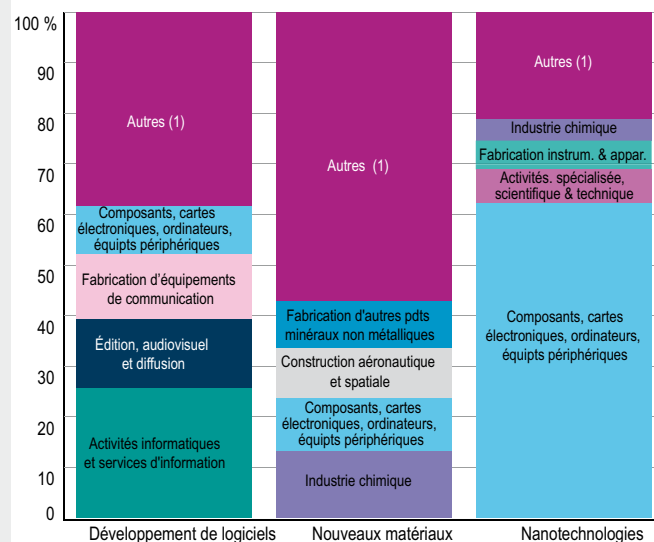 100 %
90
80
70
60
50
40
30
20
10
0
Autres (1)
Composants, cartes
électroniques, ordinateurs,
équipts périphériques
Fabrication d'équipements
de communication
Édition, audiovisuel
et diffusion
Activités informatiques
et services d'information
Développement de logiciels
Autres (1)
Fabrication d'autres pdts
minéraux non métalliques
Construction aéronautique
et spatiale
Composants, cartes
électroniques, ordinateurs,
équipts périphériques
Industrie chimique
Nouveaux matériaux
Autres (1)
Industrie chimique
Fabrication instrum. & appar.
Activités. spécialisée,
scientifique & technique
Composants, cartes
électroniques, ordinateurs,
équipts périphériques
Nanotechnologies